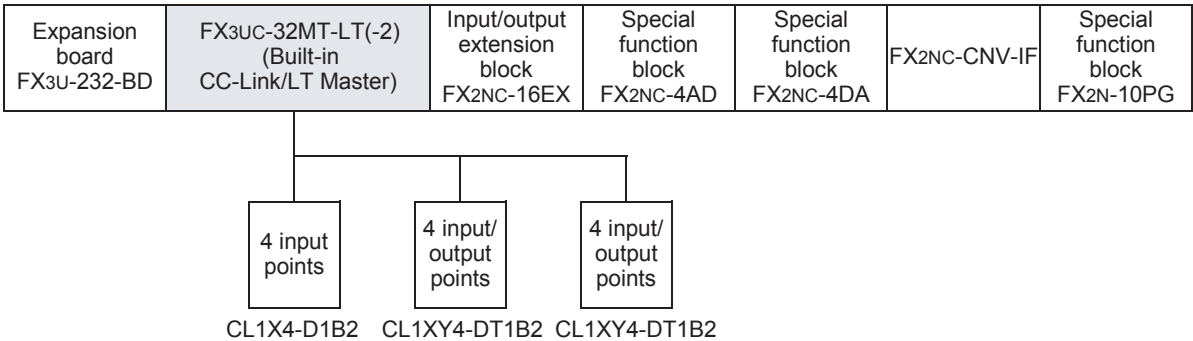 Expansion
board
FX3U-232-BD
FX3UC-32MT-LT(-2)
(Built-in
CC-Link/LT Master)
Input/output
extension
block
FX2NC-16EX
Special
function
block
FX2NC-4AD
Special
function
block
FX2NC-4DA
FX2NC-CNV-IF
Special
function
block
FX2N-10PG
4 input
points
4 input/
output
points
4 input/
output
points
CL1X4-D1B2
CL1XY4-DT1B2
CL1XY4-DT1B2